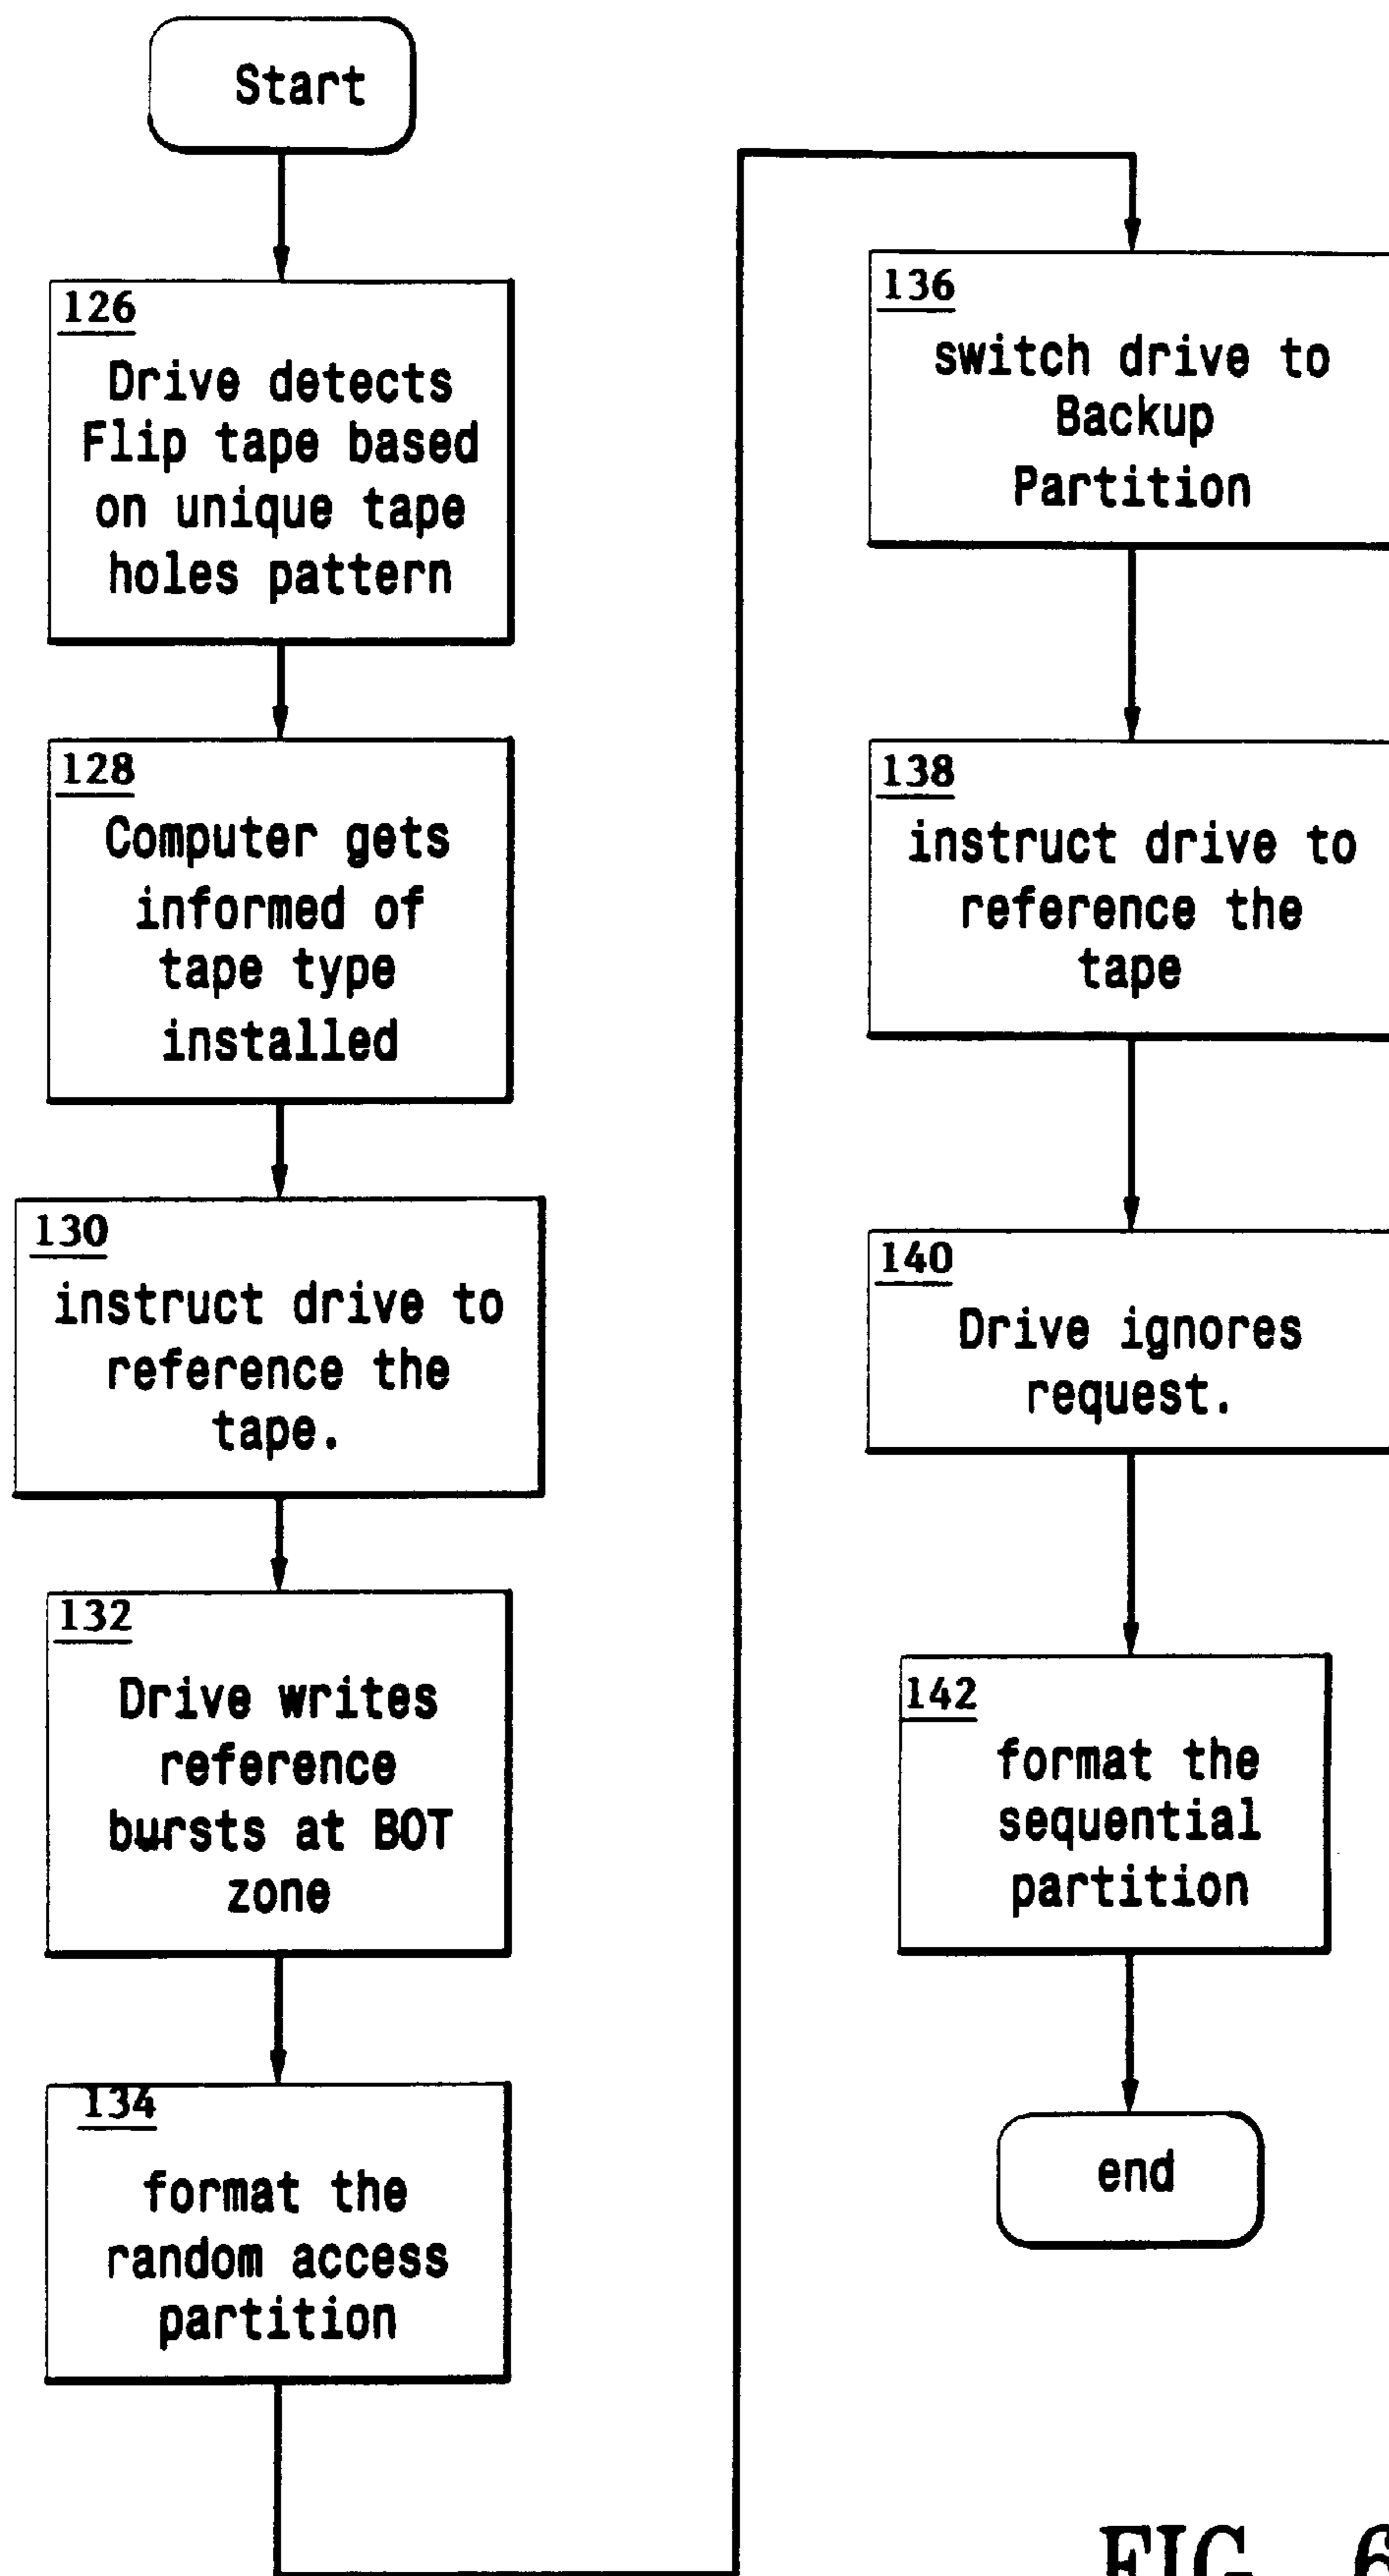 Start
126
Drive detects
Flip tape based
on unique tape
holes pattern
128
Computer gets
informed of
tape type
installed
130
instruct drive to
reference the
tape.
132
Drive writes
reference
bursts at BOT
zone
134
format the
random access
partition
136
switch drive to
Backup
Partition
138
instruct drive to
reference the
tape
140
Drive ignores
request.
142
format the
sequential
partition
end
FIG. 6